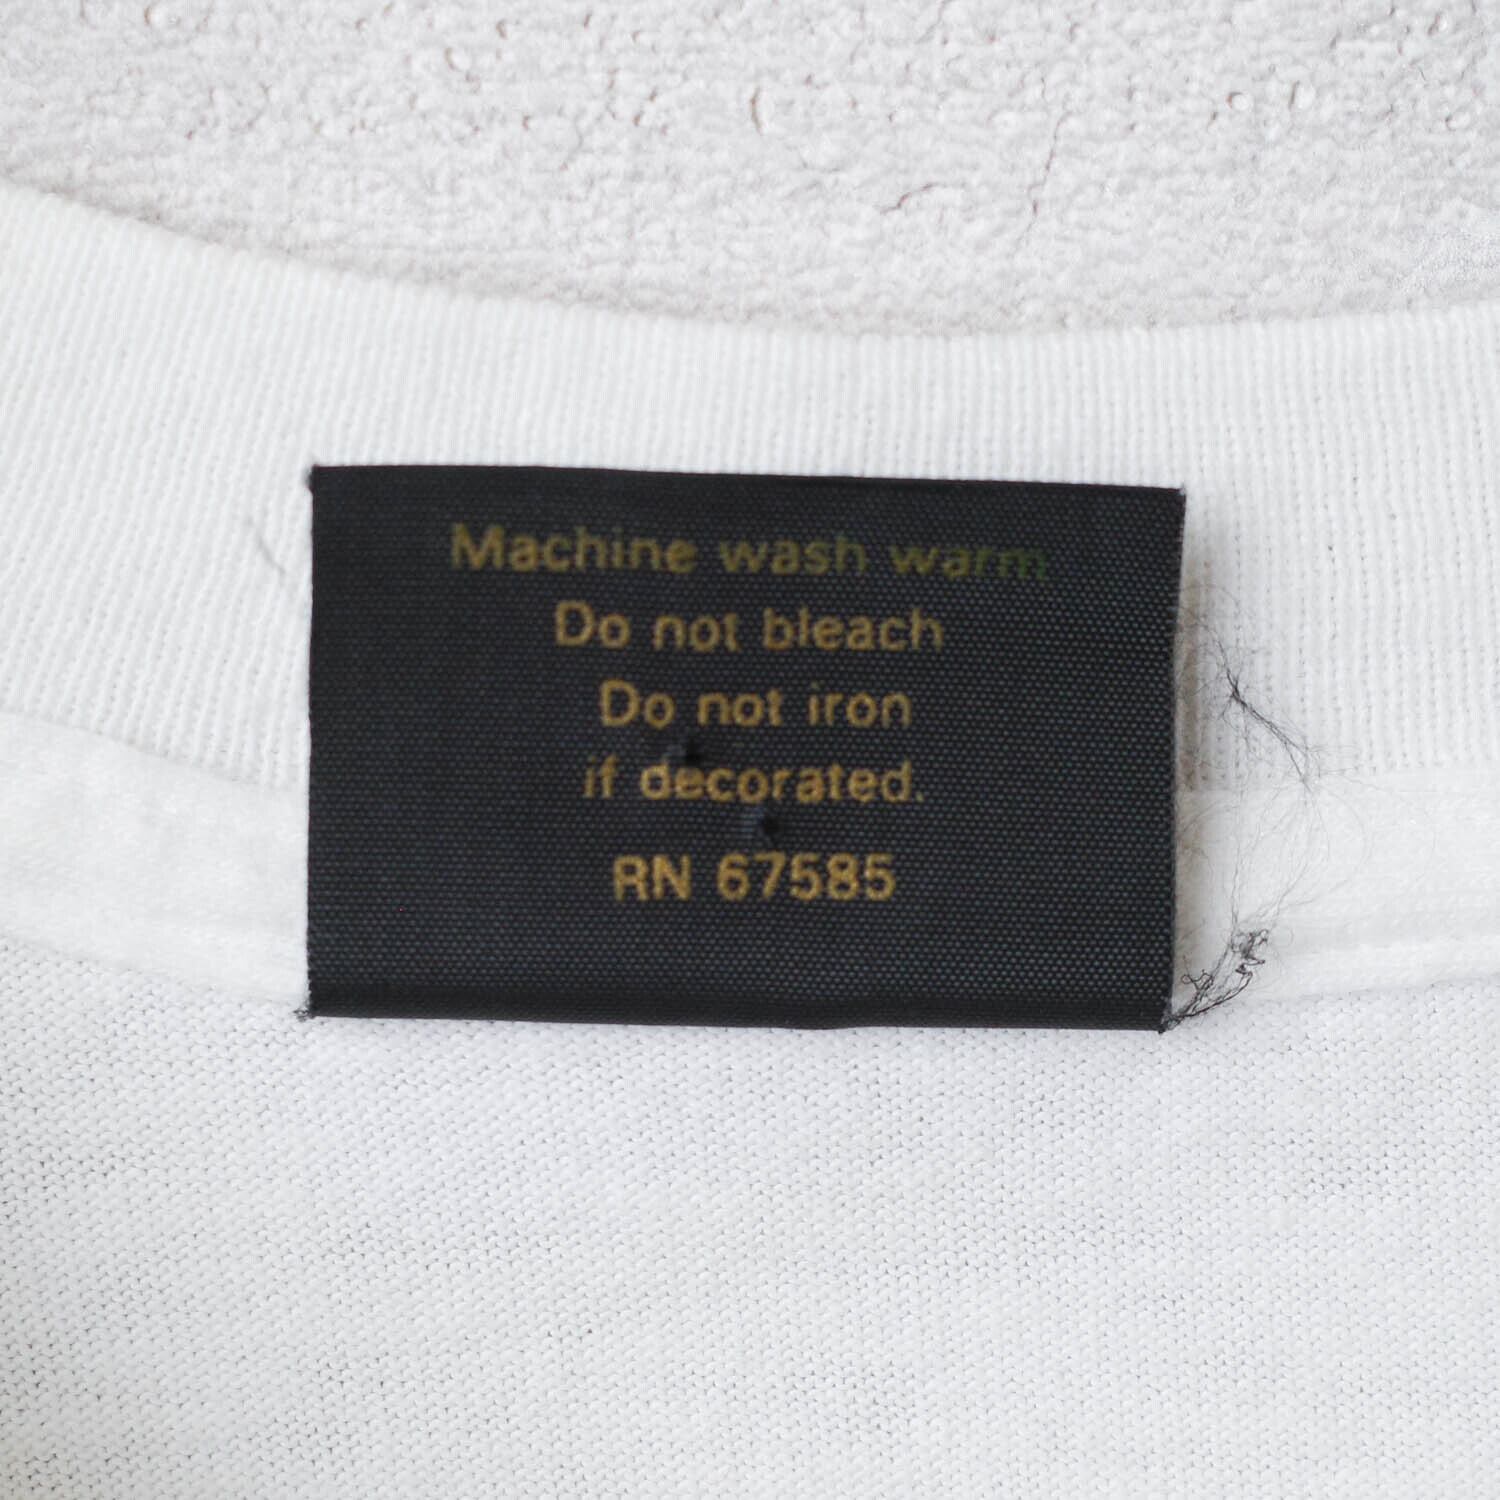 Machine wash warm
Do not bleach
Do not iron
if decorated.
RN 67585